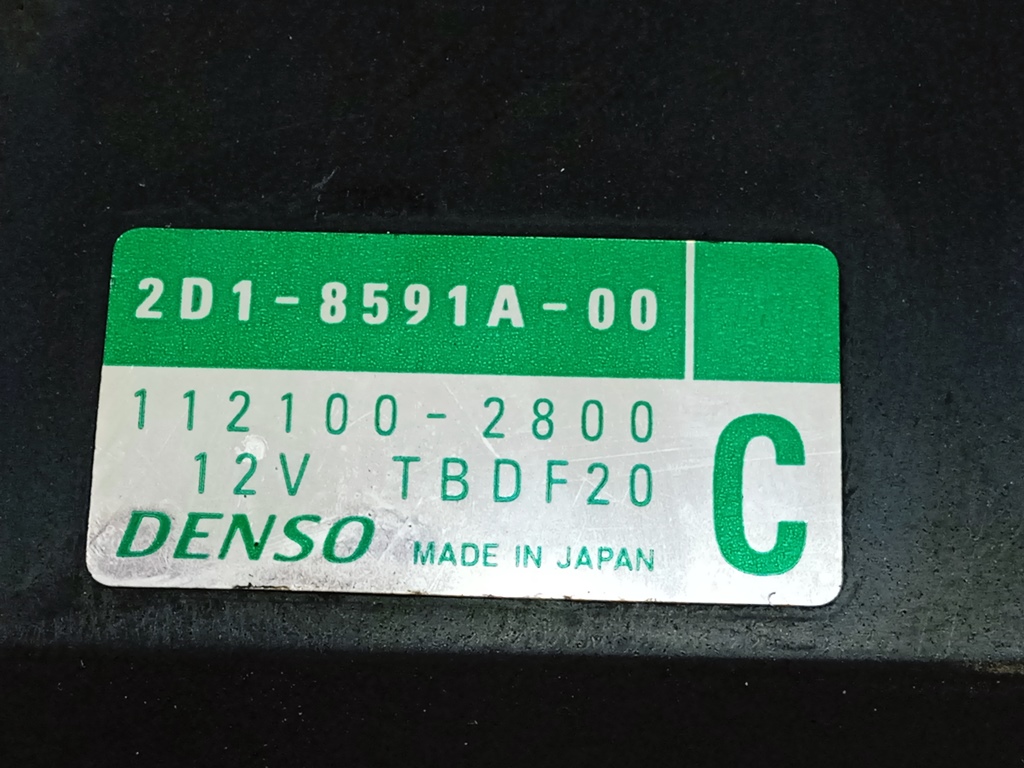 2D1-8591A-00
112100-2800
12V TBDF20
C
DENSO MADE IN JAPAN